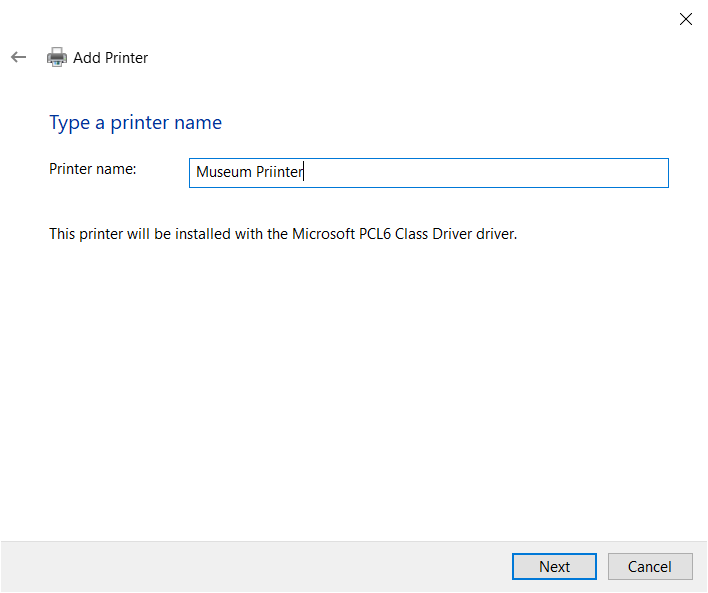 Add Printer
Type a printer name
Printer name:
Museum Priinter
This printer will be installed with the Microsoft PCL6 Class Driver driver.
Next
Cancel